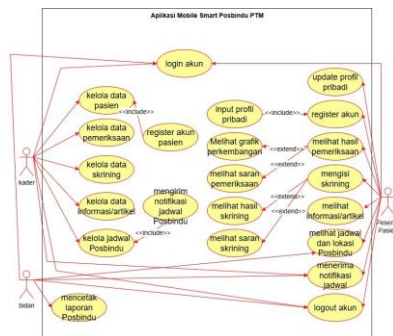 Aplikasi Mobile Smart Posbindu PTM
login akun
update profil
pribadi
kelola data
pasien
<<include>>
input profil
pribadi
<<include>>
register akun
kelola data
pemeriksaan
register akun
pasien
Melihat grafik
perkembangan
<<extend>>
melihat hasil
pemeriksaan
kader
kelola data
skrining
melihat saran
pemeriksaan
<<extend>>
mengisi
skrining
<<extend>>
kelola data
informasi/artikel
mengirim
notifikasi
jadwal
Posbindu
melihat hasil
skrining
<<extend>>
melihat
informasi/artikel
Pasien
<<include>>
kelola jadwal
Posbindu
melihat saran
skrining
melihat jadwal
dan lokasi
Posbindu
menerima
notifikasi
jadwal
bidan
mencetak
laporan
Posbindu
logout akun